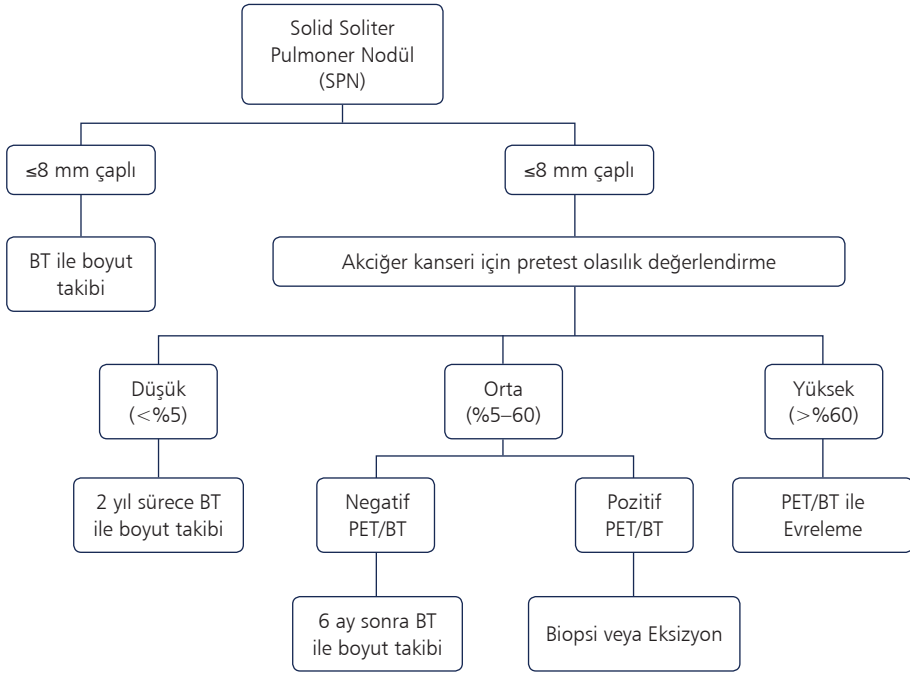 Solid Soliter
Pulmoner Nodül
(SPN)
≤8 mm çaplı
≤8 mm çaplı
BT ile boyut
takibi
Akciğer kanseri için pretest olasılık değerlendirme
Düşük
(<%5)
Orta
(%5–60)
Yüksek
(>%60)
2 yıl sürece BT
ile boyut takibi
Negatif
PET/BT
Pozitif
PET/BT
PET/BT ile
Evreleme
6 ay sonra BT
ile boyut takibi
Biopsi veya Eksizyon